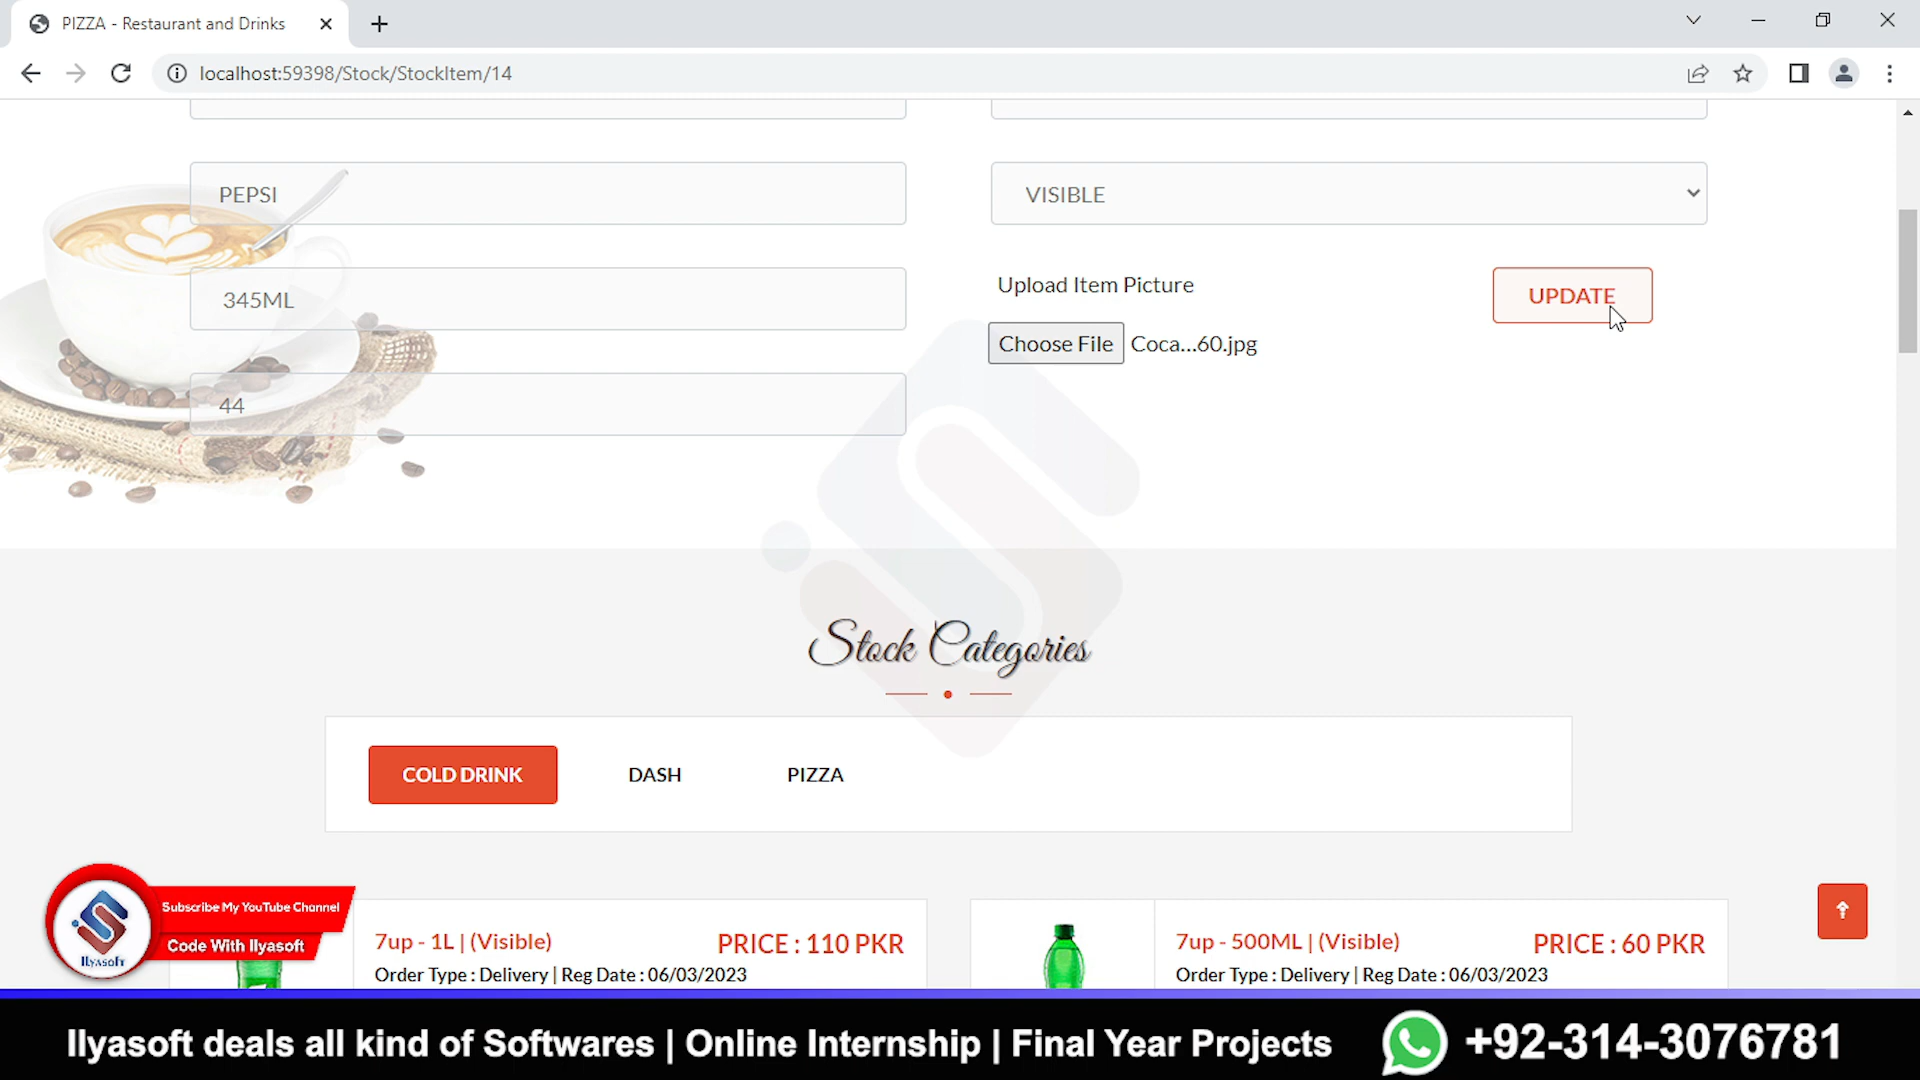 PIZZA - Restaurant and Drinks
localhost:59398/Stock/StockItem/14
PEPSI
VISIBLE
345ML
Upload Item Picture
UPDATE
Choose File Coca...60.jpg
44
Stock Categories
COLD DRINK
DASH
PIZZA
Subscribe My YouTube Channel
Code With Ilyasoft
Ilyasoft
7up - 1L | (Visible)
PRICE : 110 PKR
Order Type : Delivery | Reg Date : 06/03/2023
7up - 500ML | (Visible)
PRICE : 60 PKR
Order Type : Delivery | Reg Date : 06/03/2023
Ilyasoft deals all kind of Softwares | Online Internship | Final Year Projects
+92-314-3076781